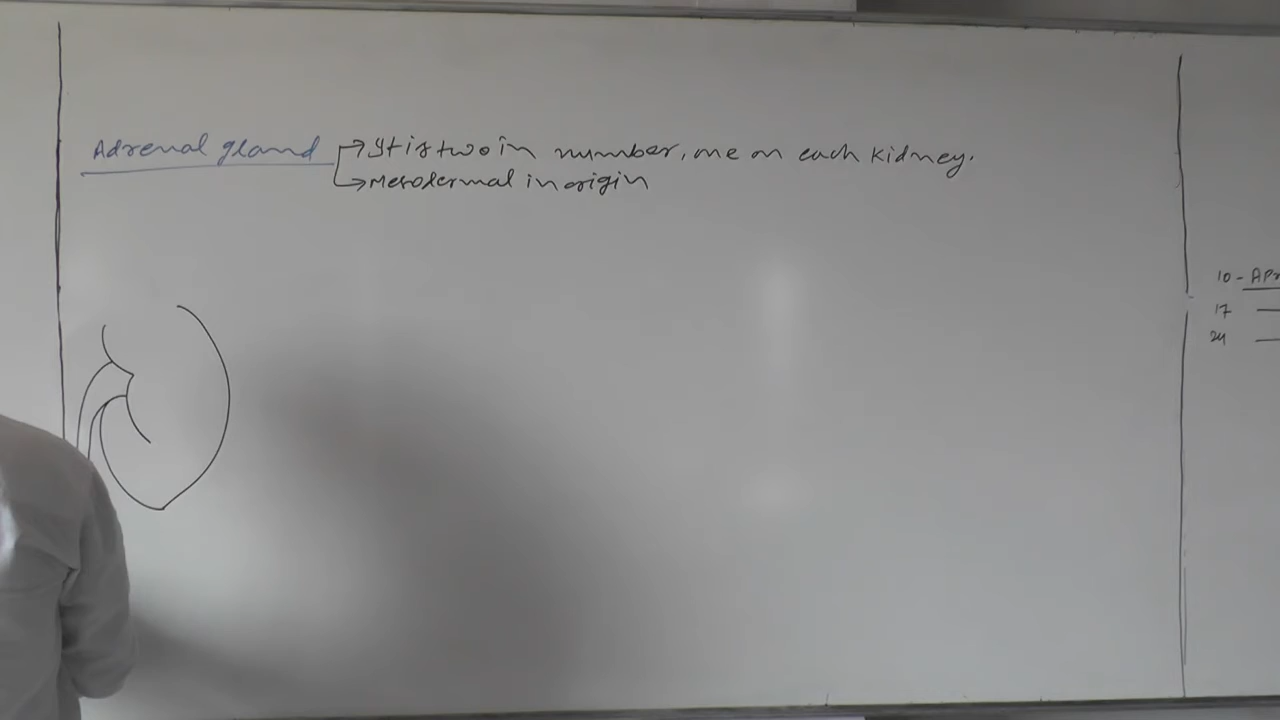 Adrenal gland → It is two in number, one on each kidney.
→ Mesodermal in origin
10 - Apr
17 —
24 —